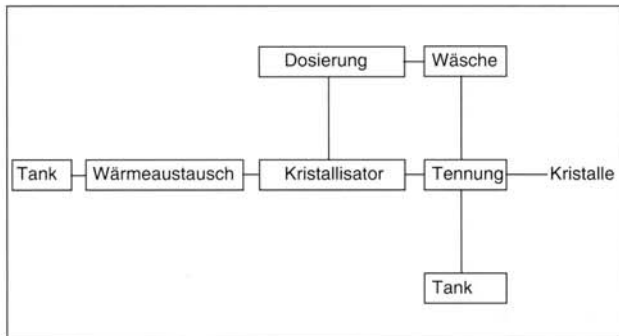 Dosierung
Wäsche
Tank
Wärmeaustausch
Kristallisator
Tennung
Kristalle
Tank